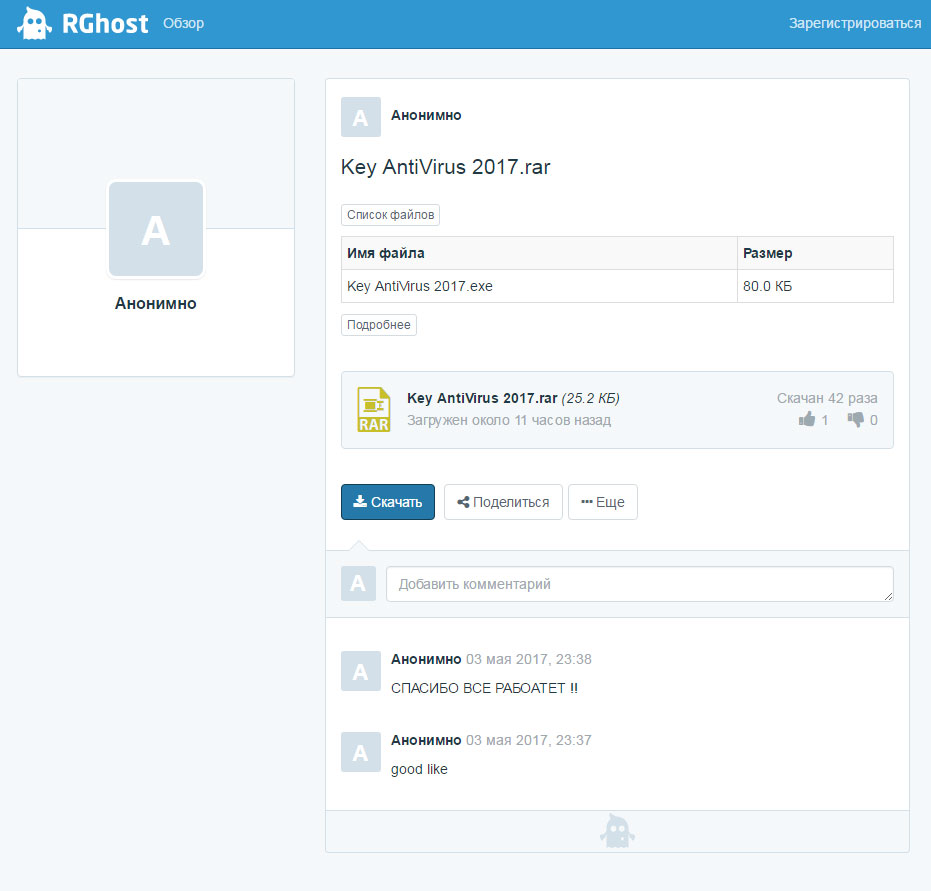 RGhost Обзор Зарегистрироваться
A
Анонимно
A Анонимно
Key AntiVirus 2017.rar
Список файлов
Имя файла Размер
Key AntiVirus 2017.exe 80.0 КБ
Подробнее
RAR
Key AntiVirus 2017.rar (25.2 КБ) Скачан 42 раза
Загружен около 11 часов назад 1 0
Скачать Поделиться Еще
A Добавить комментарий
A Анонимно 03 мая 2017, 23:38
СПАСИБО ВСЕ РАБОАТЕТ !!
A Анонимно 03 мая 2017, 23:37
good like